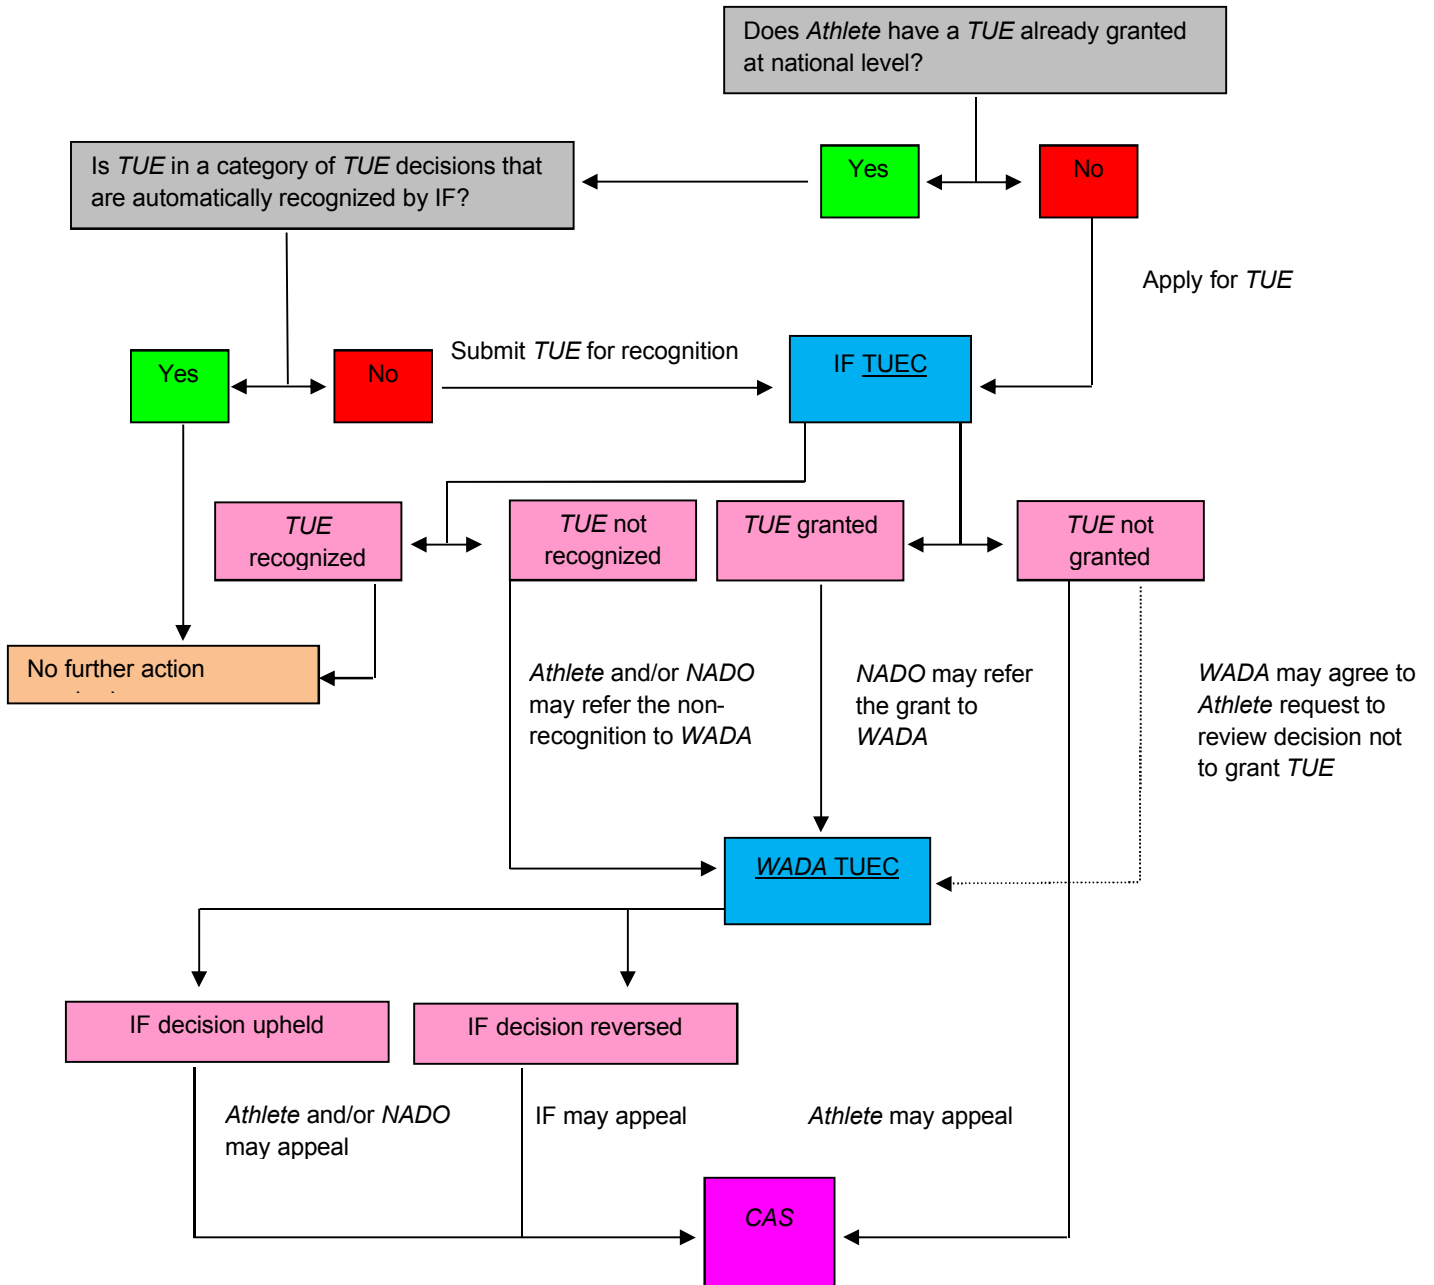 Does Athlete have a TUE already granted
at national level?
Is TUE in a category of TUE decisions that
are automatically recognized by IF?
Yes
No
Apply for TUE
Yes
No
Submit TUE for recognition
IF TUEC
TUE
recognized
TUE not
recognized
TUE granted
TUE not
granted
No further action
Athlete and/or NADO
may refer the non-
recognition to WADA
NADO may refer
the grant to
WADA
WADA may agree to
Athlete request to
review decision not
to grant TUE
WADA TUEC
IF decision upheld
IF decision reversed
Athlete and/or NADO
may appeal
IF may appeal
Athlete may appeal
CAS